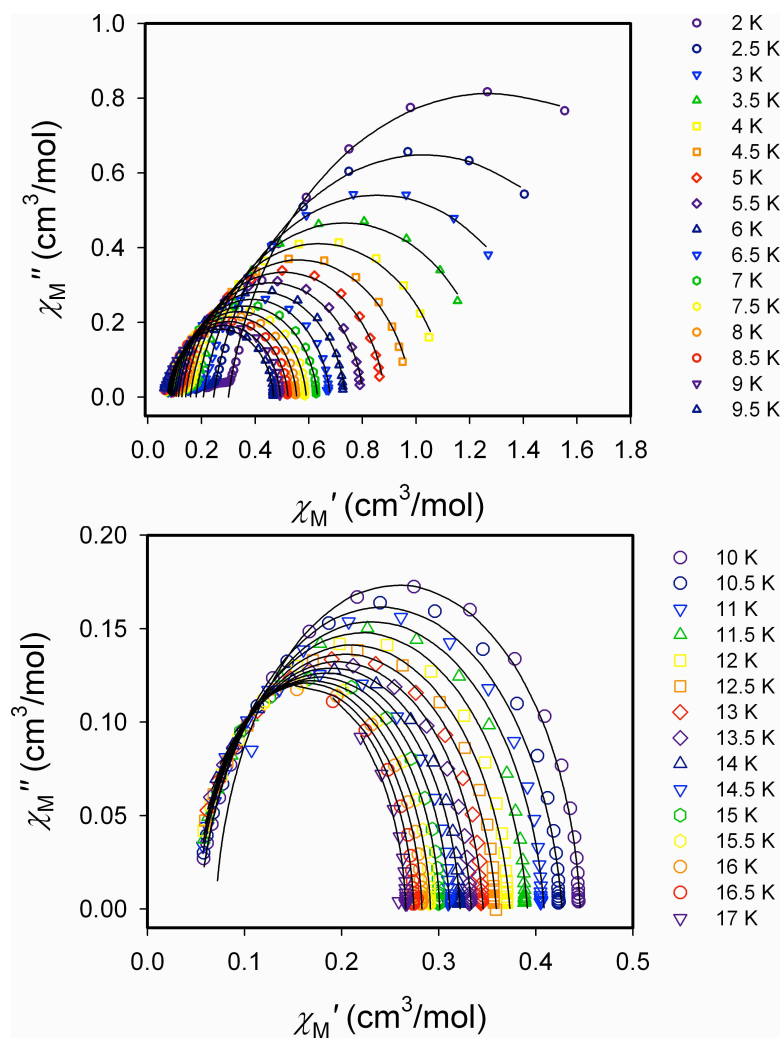 1.0
0.8
0.6
0.4
0.2
0.0
χM'' (cm³/mol)
0.0 0.2 0.4 0.6 0.8 1.0 1.2 1.4 1.6 1.8
χM' (cm³/mol)
2 K
2.5 K
3 K
3.5 K
4 K
4.5 K
5 K
5.5 K
6 K
6.5 K
7 K
7.5 K
8 K
8.5 K
9 K
9.5 K
0.20
0.15
0.10
0.05
0.00
χM'' (cm³/mol)
0.0 0.1 0.2 0.3 0.4 0.5
χM' (cm³/mol)
10 K
10.5 K
11 K
11.5 K
12 K
12.5 K
13 K
13.5 K
14 K
14.5 K
15 K
15.5 K
16 K
16.5 K
17 K